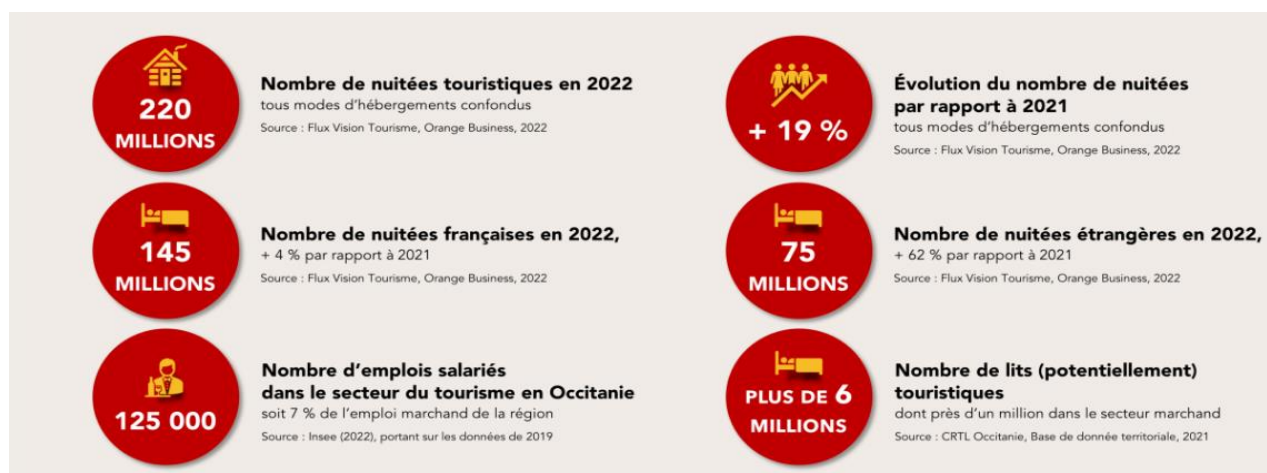 220
MILLIONS
Nombre de nuitées touristiques en 2022
tous modes d'hébergements confondus
Source : Flux Vision Tourisme, Orange Business, 2022
+ 19 %
Évolution du nombre de nuitées
par rapport à 2021
tous modes d'hébergements confondus
Source : Flux Vision Tourisme, Orange Business, 2022
145
MILLIONS
Nombre de nuitées françaises en 2022,
+ 4 % par rapport à 2021
Source : Flux Vision Tourisme, Orange Business, 2022
75
MILLIONS
Nombre de nuitées étrangères en 2022,
+ 62 % par rapport à 2021
Source : Flux Vision Tourisme, Orange Business, 2022
125 000
Nombre d'emplois salariés
dans le secteur du tourisme en Occitanie
soit 7 % de l'emploi marchand de la région
Source : Insee (2022), portant sur les données de 2019
PLUS DE 6
MILLIONS
Nombre de lits (potentiellement)
touristiques
dont près d'un million dans le secteur marchand
Source : CRTL Occitanie, Base de donnée territoriale, 2021